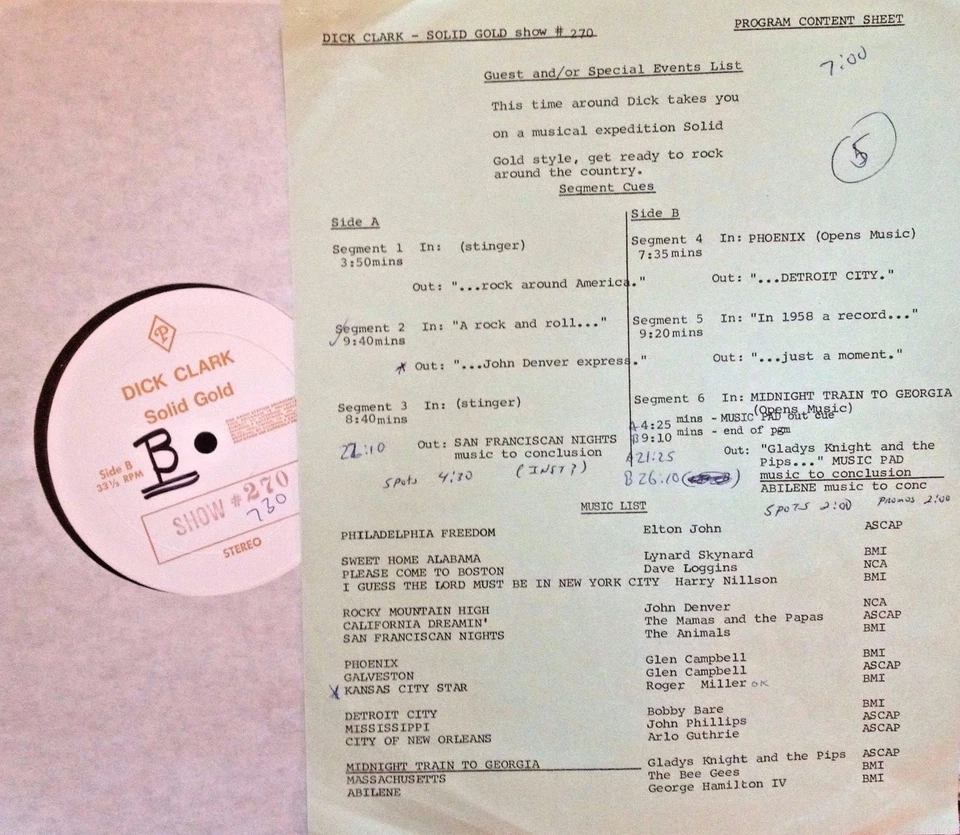 DICK CLARK - SOLID GOLD show # 270
PROGRAM CONTENT SHEET
7:00
Guest and/or Special Events List
This time around Dick takes you
on a musical expedition Solid
Gold style, get ready to rock
around the country.
5
Segment Cues
Side A
Segment 1 In: (stinger)
3:50mins
Out: "...rock around America."
Segment 2 In: "A rock and roll..."
9:40mins
Out: "...John Denver express."
Segment 3 In: (stinger)
8:40mins
22:10
Out: SAN FRANCISCAN NIGHTS
music to conclusion
spots 4:30 (INST?)
Side B
Segment 4 In: PHOENIX (Opens Music)
7:35mins
Out: "...DETROIT CITY."
Segment 5 In: "In 1958 a record..."
9:20mins
Out: "...just a moment."
Segment 6 In: MIDNIGHT TRAIN TO GEORGIA
(Opens Music)
A 4:25 mins - MUSIC PAD out cue
B 9:10 mins - end of pgm
A 21:25
B 26:10
Out: "Gladys Knight and the
Pips..." MUSIC PAD
music to conclusion
ABILENE music to conc
SPOTS 2:00 PROMOS 2:00
MUSIC LIST
PHILADELPHIA FREEDOM Elton John ASCAP
SWEET HOME ALABAMA Lynard Skynard BMI
PLEASE COME TO BOSTON Dave Loggins NCA
I GUESS THE LORD MUST BE IN NEW YORK CITY Harry Nillson BMI
ROCKY MOUNTAIN HIGH John Denver NCA
CALIFORNIA DREAMIN' The Mamas and the Papas ASCAP
SAN FRANCISCAN NIGHTS The Animals BMI
PHOENIX Glen Campbell BMI
GALVESTON Glen Campbell ASCAP
KANSAS CITY STAR Roger Miller OK BMI
DETROIT CITY Bobby Bare BMI
MISSISSIPPI John Phillips ASCAP
CITY OF NEW ORLEANS Arlo Guthrie ASCAP
MIDNIGHT TRAIN TO GEORGIA Gladys Knight and the Pips ASCAP
MASSACHUSETTS The Bee Gees BMI
ABILENE George Hamilton IV BMI
P
DICK CLARK
Solid Gold
B
Side B
33⅓ RPM
SHOW #270
730
STEREO